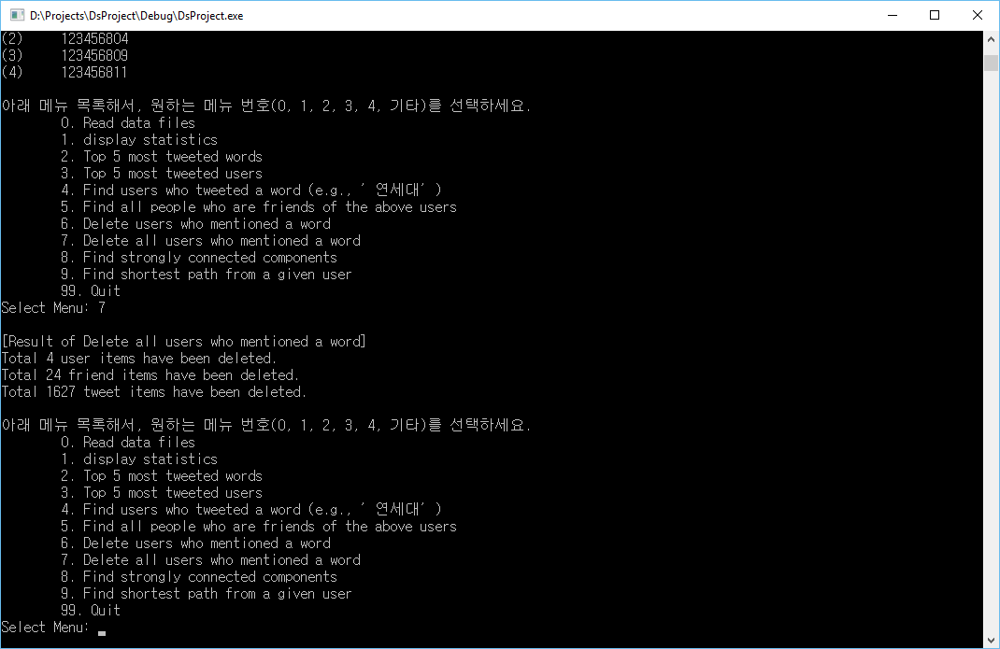 D:\Projects\DsProject\Debug\DsProject.exe
(2) 123456804
(3) 123456809
(4) 123456811
아래 메뉴 목록해서, 원하는 메뉴 번호(0, 1, 2, 3, 4, 기타)를 선택하세요.
0. Read data files
1. display statistics
2. Top 5 most tweeted words
3. Top 5 most tweeted users
4. Find users who tweeted a word (e.g., ’연세대’)
5. Find all people who are friends of the above users
6. Delete users who mentioned a word
7. Delete all users who mentioned a word
8. Find strongly connected components
9. Find shortest path from a given user
99. Quit
Select Menu: 7
[Result of Delete all users who mentioned a word]
Total 4 user items have been deleted.
Total 24 friend items have been deleted.
Total 1627 tweet items have been deleted.
아래 메뉴 목록해서, 원하는 메뉴 번호(0, 1, 2, 3, 4, 기타)를 선택하세요.
0. Read data files
1. display statistics
2. Top 5 most tweeted words
3. Top 5 most tweeted users
4. Find users who tweeted a word (e.g., ’연세대’)
5. Find all people who are friends of the above users
6. Delete users who mentioned a word
7. Delete all users who mentioned a word
8. Find strongly connected components
9. Find shortest path from a given user
99. Quit
Select Menu: